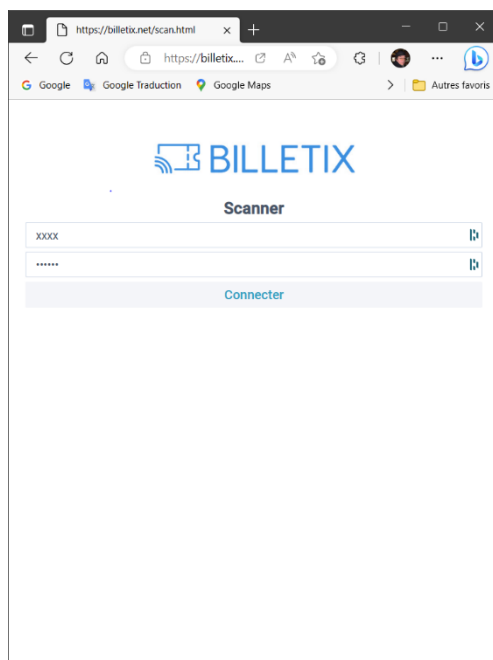 https://billetix.net/scan.html
https://billetix....
Google Google Traduction Google Maps Autres favoris
BILLETIX
Scanner
xxxx
••••••
Connecter